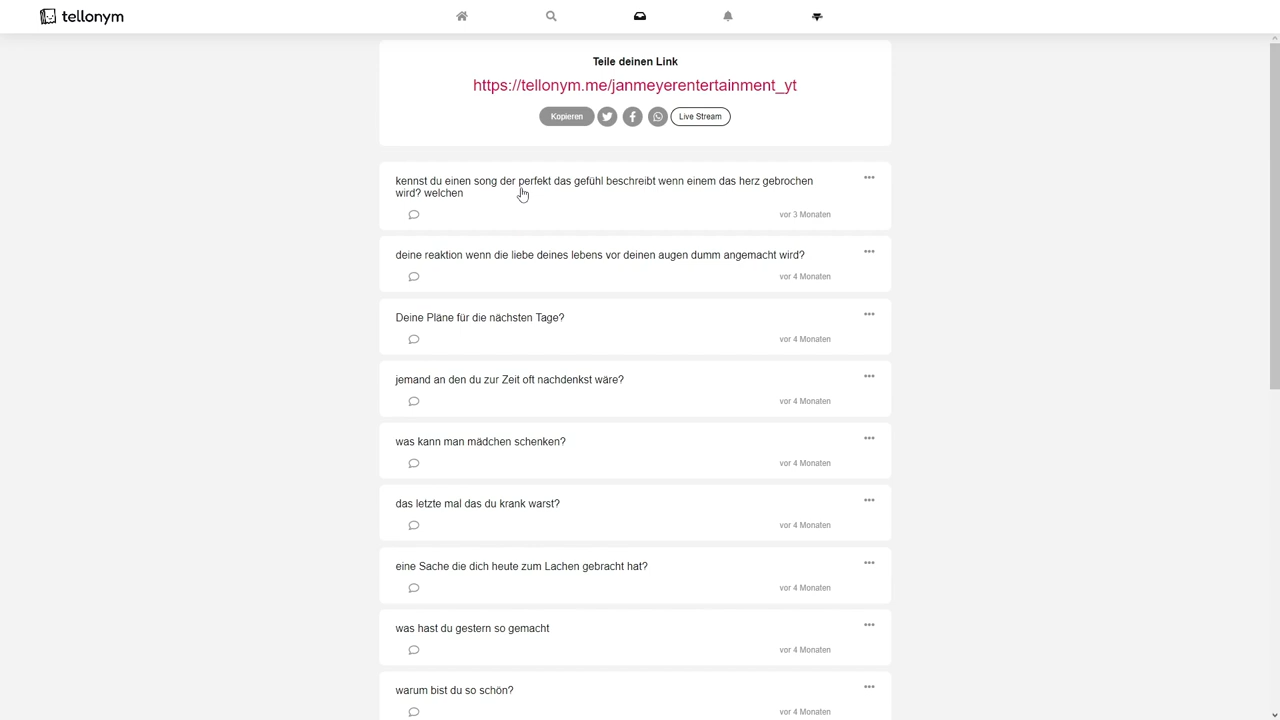 tellonym
Teile deinen Link
https://tellonym.me/janmeyerentertainment_yt
Kopieren
Live Stream
kennst du einen song der perfekt das gefühl beschreibt wenn einem das herz gebrochen
wird? welchen
vor 3 Monaten
deine reaktion wenn die liebe deines lebens vor deinen augen dumm angemacht wird?
vor 4 Monaten
Deine Pläne für die nächsten Tage?
vor 4 Monaten
jemand an den du zur Zeit oft nachdenkst wäre?
vor 4 Monaten
was kann man mädchen schenken?
vor 4 Monaten
das letzte mal das du krank warst?
vor 4 Monaten
eine Sache die dich heute zum Lachen gebracht hat?
vor 4 Monaten
was hast du gestern so gemacht
vor 4 Monaten
warum bist du so schön?
vor 4 Monaten